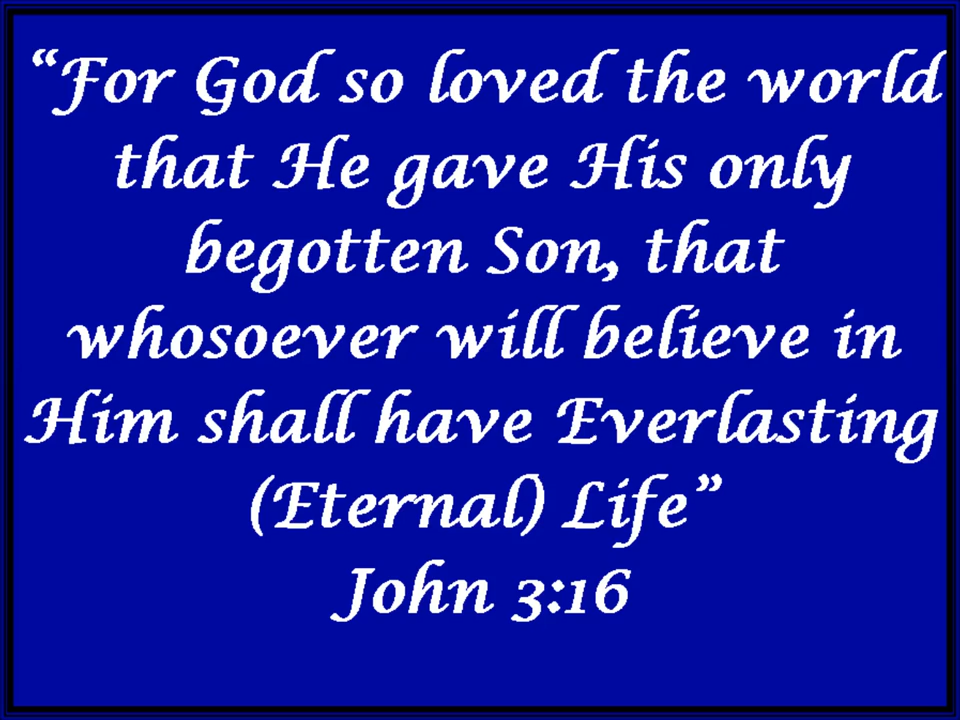 “For God so loved the world
that He gave His only
begotten Son, that
whosoever will believe in
Him shall have Everlasting
(Eternal) Life”
John 3:16